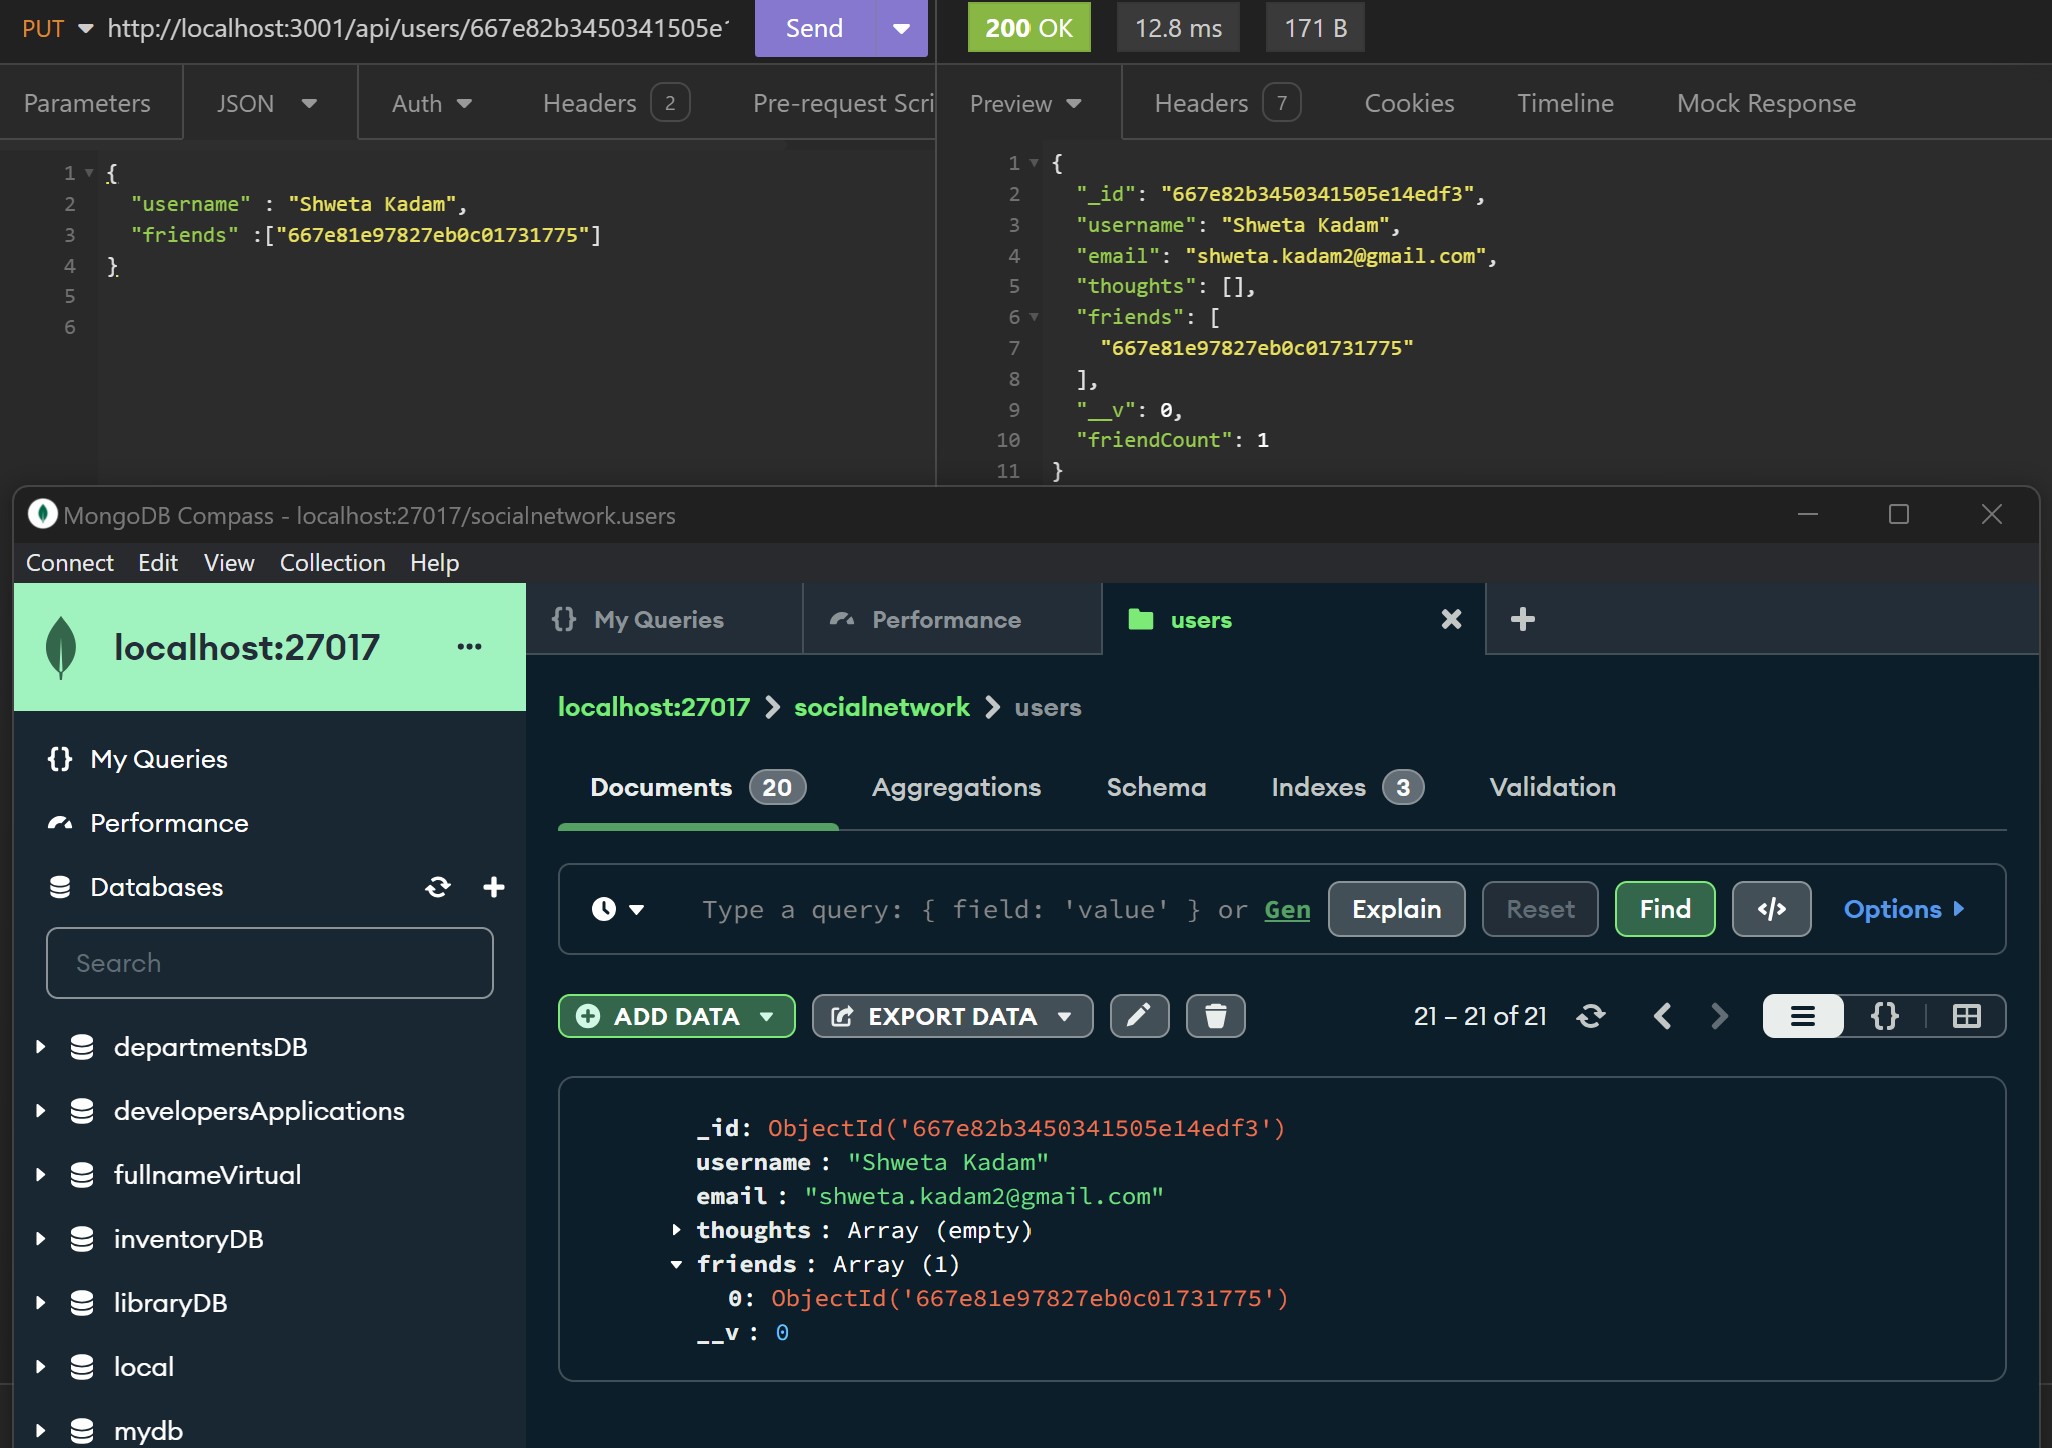 PUT http://localhost:3001/api/users/667e82b3450341505e Send 200 OK 12.8 ms 171 B
Parameters JSON Auth Headers 2 Pre-request Scri
Preview Headers 7 Cookies Timeline Mock Response
1 {
2 "username" : "Shweta Kadam",
3 "friends" :["667e81e97827eb0c01731775"]
4 }
5
6
1 {
2 "_id": "667e82b3450341505e14edf3",
3 "username": "Shweta Kadam",
4 "email": "shweta.kadam2@gmail.com",
5 "thoughts": [],
6 "friends": [
7 "667e81e97827eb0c01731775"
8 ],
9 "__v": 0,
10 "friendCount": 1
11 }
MongoDB Compass - localhost:27017/socialnetwork.users
Connect Edit View Collection Help
localhost:27017 ...
My Queries
Performance
Databases
Search
departmentsDB
developersApplications
fullnameVirtual
inventoryDB
libraryDB
local
mydb
{} My Queries Performance users
localhost:27017 > socialnetwork > users
Documents 20 Aggregations Schema Indexes 3 Validation
Type a query: { field: 'value' } or Gen Explain Reset Find </> Options
ADD DATA EXPORT DATA 21 – 21 of 21 {}
_id: ObjectId('667e82b3450341505e14edf3')
username : "Shweta Kadam"
email : "shweta.kadam2@gmail.com"
thoughts : Array (empty)
friends : Array (1)
0: ObjectId('667e81e97827eb0c01731775')
__v : 0